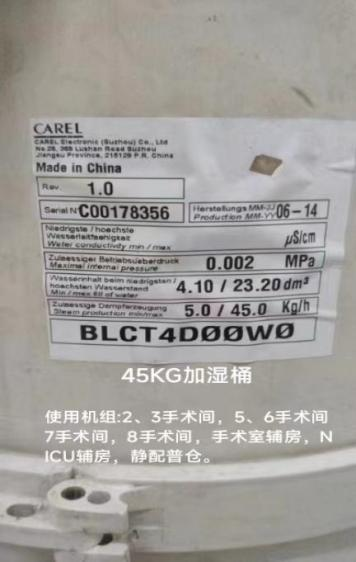 CAREL
CAREL Electronic (Suzhou) Co., Ltd
No.26, 369 Lushan Road Suzhou
Jiangsu Province, 215129 P.R. China
Made in China
Rev. 1.0
Serial N° C00178356
Herstellungs MM-JJ
Production MM-YY 06-14
Niedrigste / hoechste
Wasserleitfaehigkeit
Water conductivity min / max
μS/cm
Zulaessiger Betriebsueberdruck
Maximal internal pressure
0.002 MPa
Wasserinhalt beim niedrigsten /
hoechsten Wasserstand
Min / max fill of water
4.10 / 23.20 dm³
Zulaessige Dampferzeugung
Steam production min/max
5.0 / 45.0 Kg/h
BLCT4D00W0
45KG加湿桶
使用机组:2、3手术间，5、6手术间
7手术间，8手术间，手术室辅房，N
ICU辅房，静配普仓。